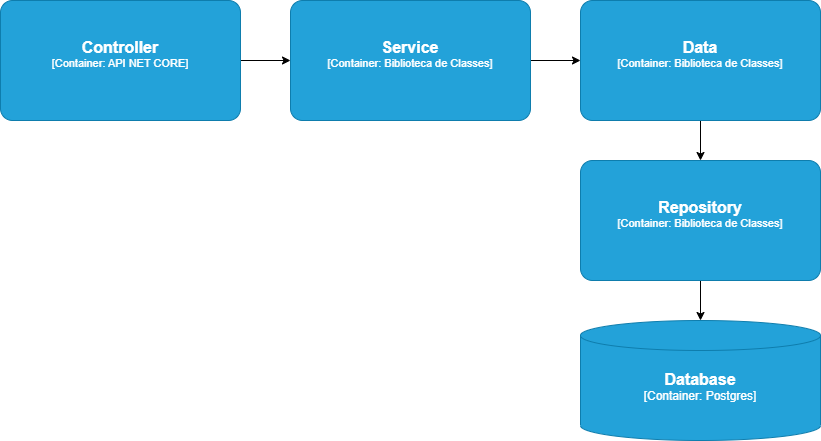 Controller
[Container: API NET CORE]
Service
[Container: Biblioteca de Classes]
Data
[Container: Biblioteca de Classes]
Repository
[Container: Biblioteca de Classes]
Database
[Container: Postgres]